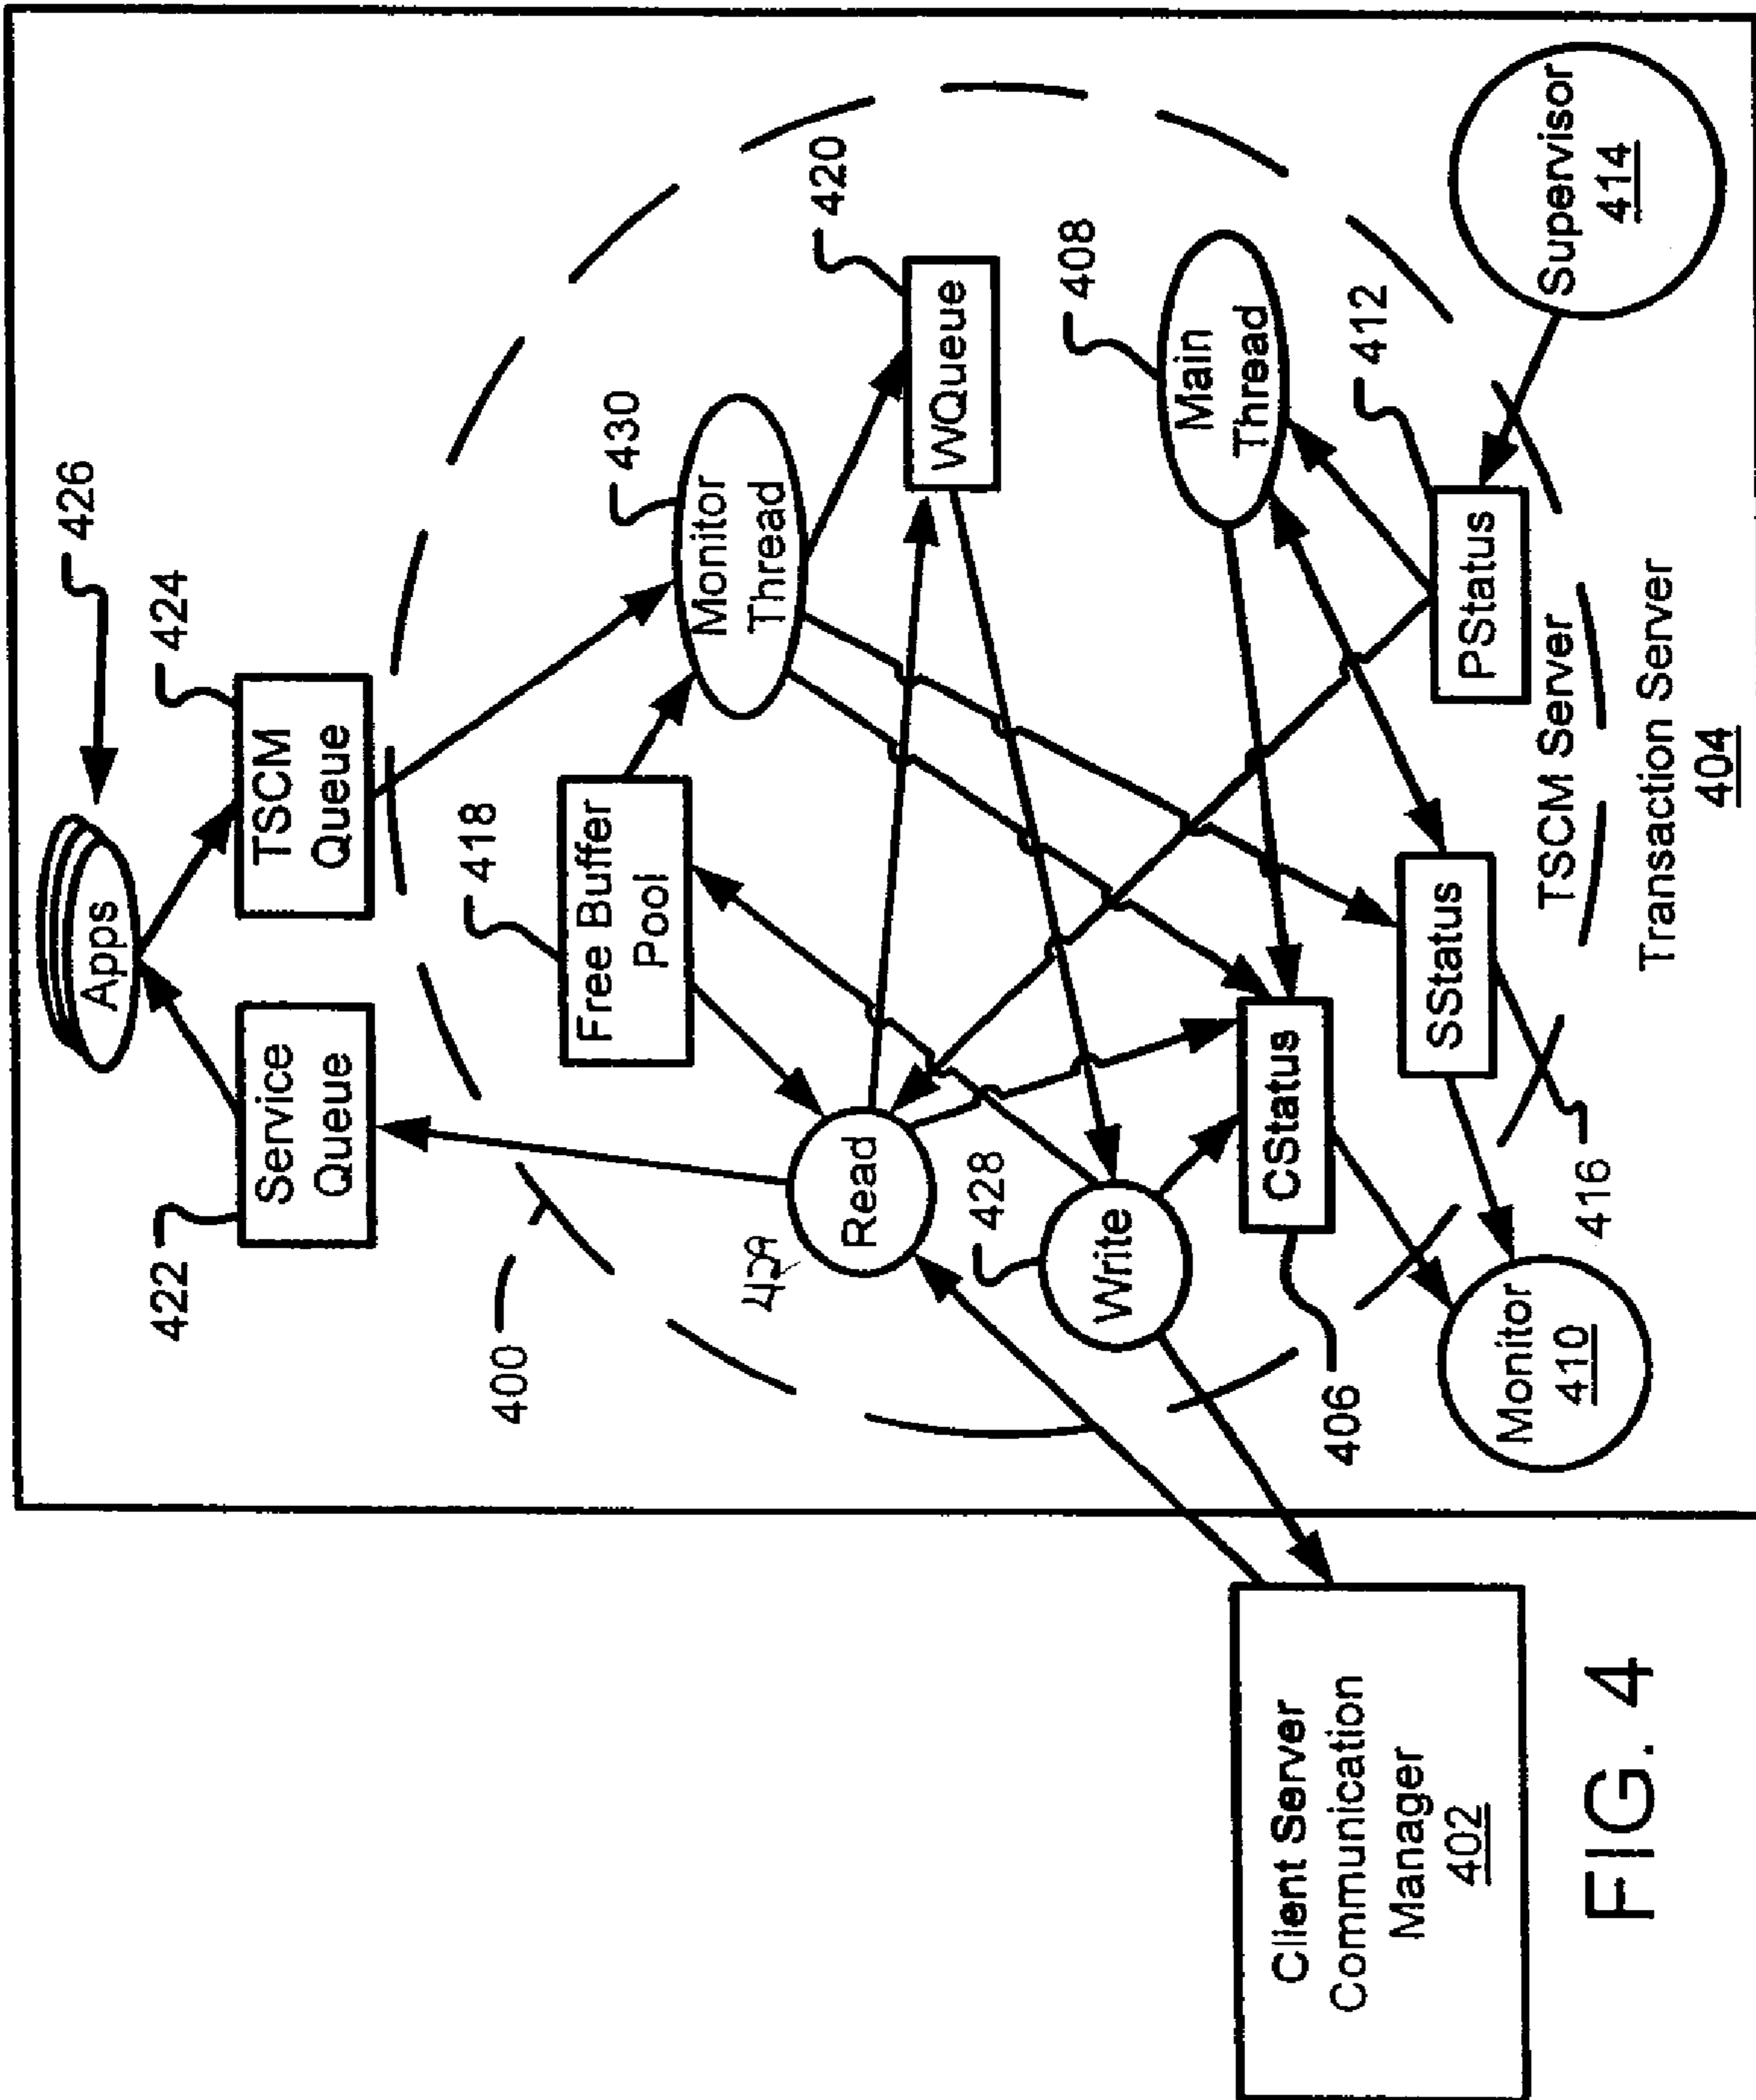 426
Apps
422
Service
Queue
424
TSCM
Queue
400
418
Free Buffer
Pool
430
Monitor
Thread
420
WQueue
429
Read
428
Write
408
Main
Thread
406
CStatus
412
PStatus
SStatus
416
Monitor
410
TSCM Server
Transaction Server
404
Supervisor
414
Client Server
Communication
Manager
402
FIG. 4